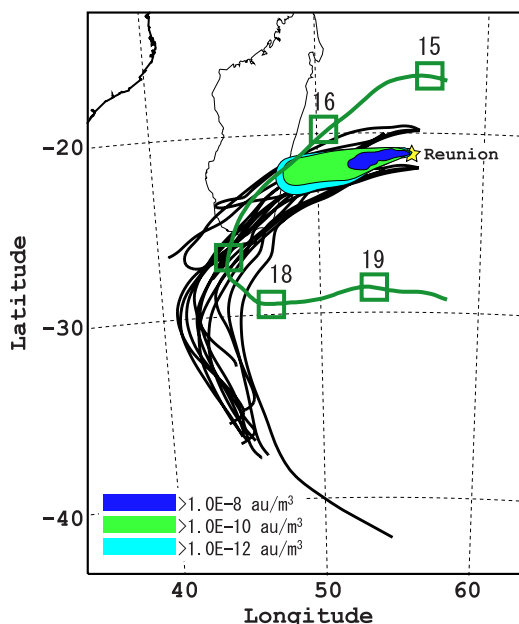 15
16
-20
Reunion
19
18
-30
-40
Latitude
>1.0E-8 au/m³
>1.0E-10 au/m³
>1.0E-12 au/m³
40
50
60
Longitude